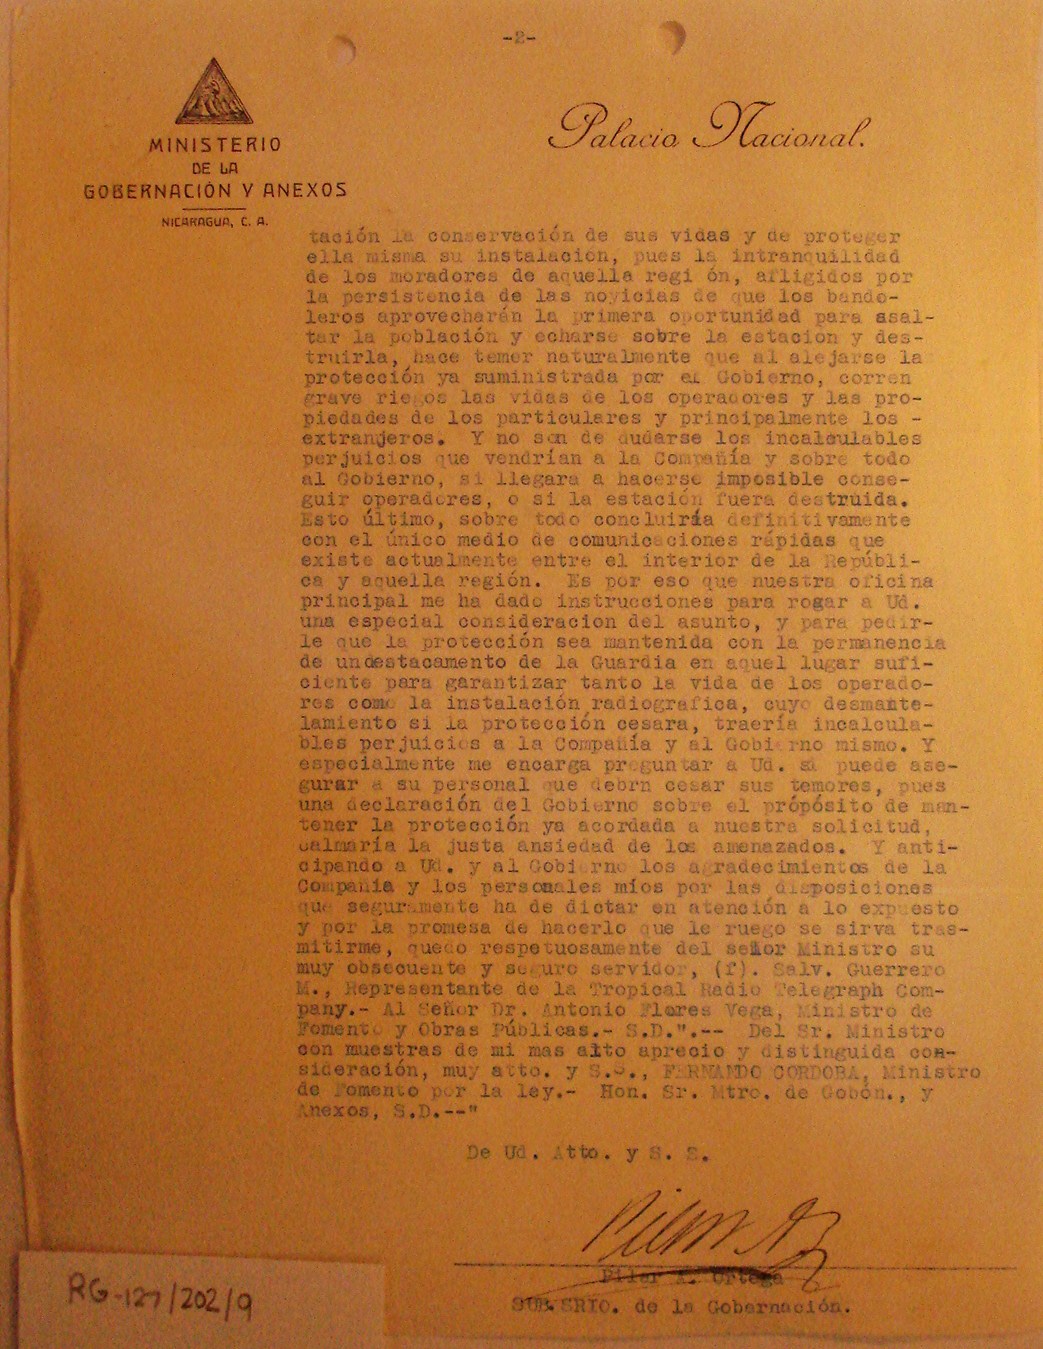 -2-
MINISTERIO
DE LA
GOBERNACIÓN Y ANEXOS
NICARAGUA, C. A.
Palacio Nacional.
tación la conservación de sus vidas y de proteger
ella misma su instalación, pues la intranquilidad
de los moradores de aquella regi ón, afligidos por
la persistencia de las novicias de que los bando-
leros aprovecharán la primera oportunidad para asal-
tar la población y echarse sobre la estacion y des-
truirla, hace temer naturalmente que al alejarse la
protección ya suministrada por el Gobierno, corren
grave riegos las vidas de los operadores y las pro-
piedades de los particulares y principalmente los -
extranjeros. Y no son de dudarse los incalculables
perjuicios que vendrían a la Compañía y sobre todo
al Gobierno, si llegara a hacerse imposible conse-
guir operadores, o si la estación fuera destruida.
Esto último, sobre todo concluiría definitivamente
con el único medio de comunicaciones rápidas que
existe actualmente entre el interior de la Repúbli-
ca y aquella región. Es por eso que nuestra oficina
principal me ha dado instrucciones para rogar a Ud.
una especial consideracion del asunto, y para pedir-
le que la protección sea mantenida con la permanencia
de undestacamento de la Guardia en aquel lugar sufi-
ciente para garantizar tanto la vida de los operado-
res como la instalación radiografica, cuyo desmante-
lamiento si la protección cesara, traería incalcula-
bles perjuicios a la Compañía y al Gobierno mismo. Y
especialmente me encarga preguntar a Ud. si puede ase-
gurar a su personal que debrn cesar sus temores, pues
una declaración del Gobierno sobre el própósito de man-
tener la protección ya acordada a nuestra solicitud,
calmaría la justa ansiedad de los amenazados. Y anti-
cipando a Ud. y al Gobierno los agradecimientos de la
Compañia y los personales míos por las disposiciones
que seguramente ha de dictar en atención a lo expuesto
y por la promesa de hacerlo que le ruego se sirva tras-
mitirme, quedo respetuosamente del señor Ministro su
muy obsecuente y seguro servidor, (f). Salv. Guerrero
M., Representante de la Tropical Radio Telegraph Com-
pany.- Al Señor Dr. Antonio Flores Vega, Ministro de
Fomento y Obras Públicas.- S.D.".-- Del Sr. Ministro
con muestras de mi mas alto aprecio y distinguida con-
sideración, muy atto. y S.S., FERNANDO CORDOBA, Ministro
de Fomento por la ley.- Hon. Sr. Mtro. de Gobón., y
Anexos, S.D.--"
De Ud. Atto. y S. S.
Pilar A. Ortega
SUB.SRIO. de la Gobernación.
RG-127/202/9